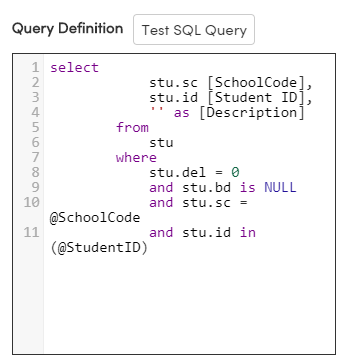 Query Definition Test SQL Query
1 select
2 stu.sc [SchoolCode],
3 stu.id [Student ID],
4 '' as [Description]
5 from
6 stu
7 where
8 stu.del = 0
9 and stu.bd is NULL
10 and stu.sc =
@SchoolCode
11 and stu.id in
(@StudentID)